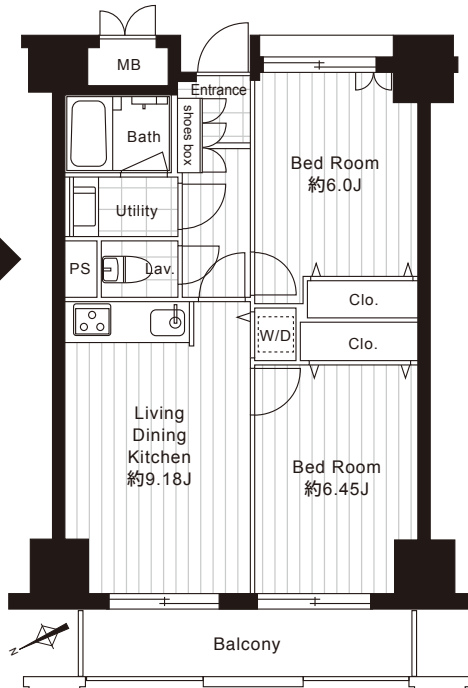 MB
Entrance
shoes box
Bath
Bed Room
約6.0J
Utility
PS
Lav.
Clo.
W/D
Clo.
Living
Dining
Kitchen
約9.18J
Bed Room
約6.45J
Balcony
N